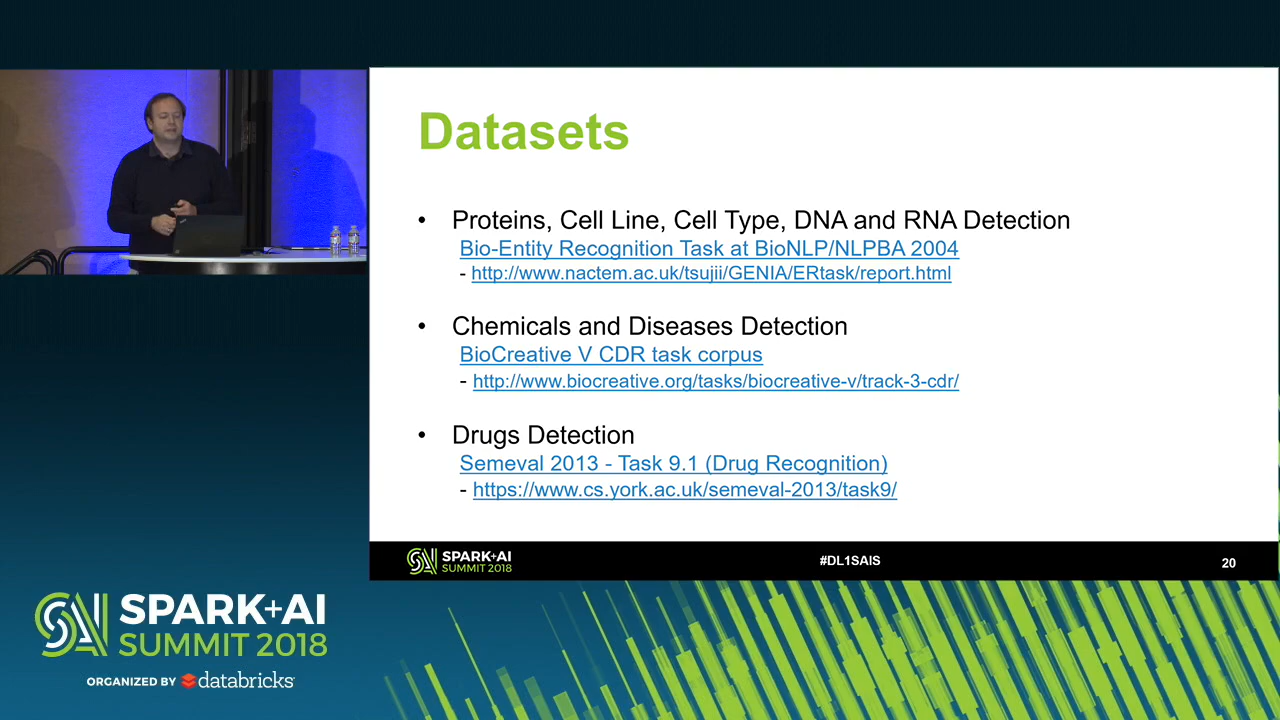 Datasets
• Proteins, Cell Line, Cell Type, DNA and RNA Detection
Bio-Entity Recognition Task at BioNLP/NLPBA 2004
- http://www.nactem.ac.uk/tsujii/GENIA/ERtask/report.html
• Chemicals and Diseases Detection
BioCreative V CDR task corpus
- http://www.biocreative.org/tasks/biocreative-v/track-3-cdr/
• Drugs Detection
Semeval 2013 - Task 9.1 (Drug Recognition)
- https://www.cs.york.ac.uk/semeval-2013/task9/
SPARK+AI
SUMMIT 2018
#DL1SAIS
20
SPARK+AI
SUMMIT 2018
ORGANIZED BY databricks